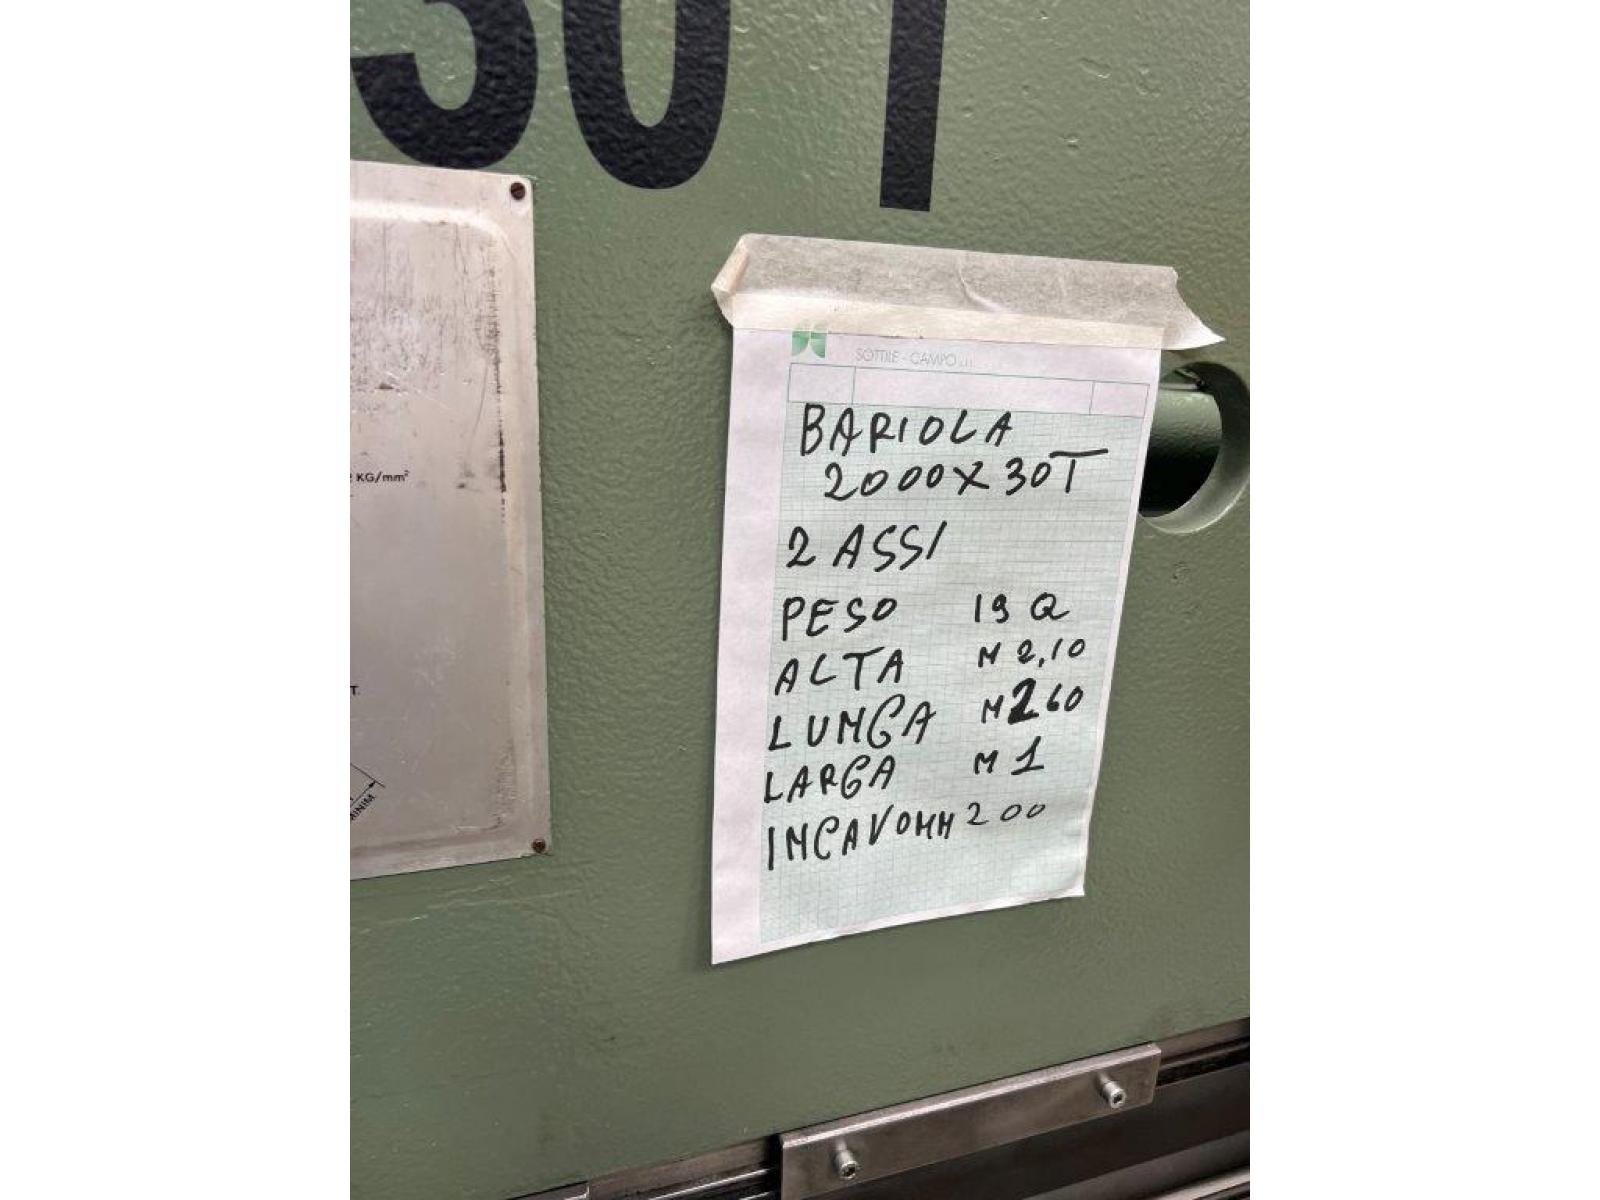 30T
SOTTILE - CAMPO s.r.l.
BARIOLA
2000X30T
2 ASSI
PESO 19 Q
ALTA M 2,10
LUNGA M 2 60
LARGA M 1
INCAVO MM 200
KG/mm²
T.